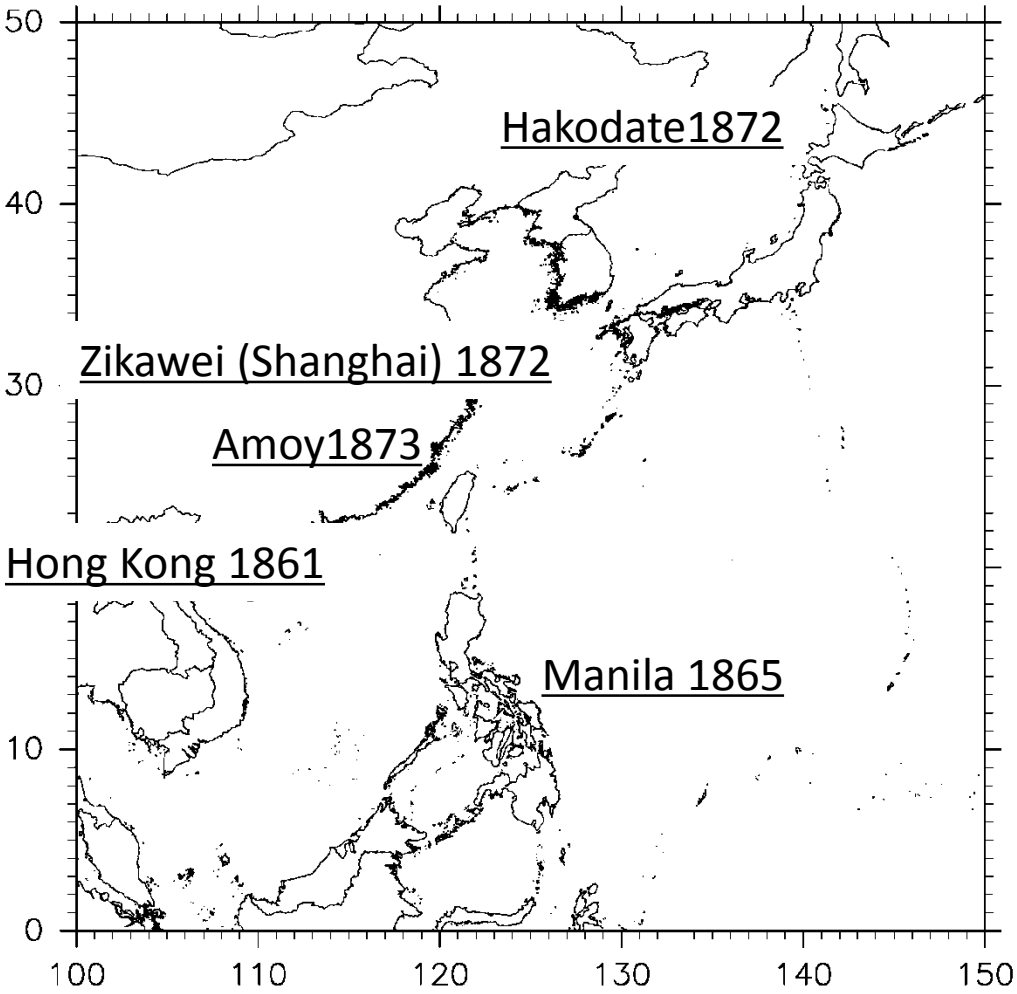 50
Hakodate1872
40
Zikawei (Shanghai) 1872
30
Amoy1873
Hong Kong 1861
Manila 1865
10
0
100 110 120 130 140 150